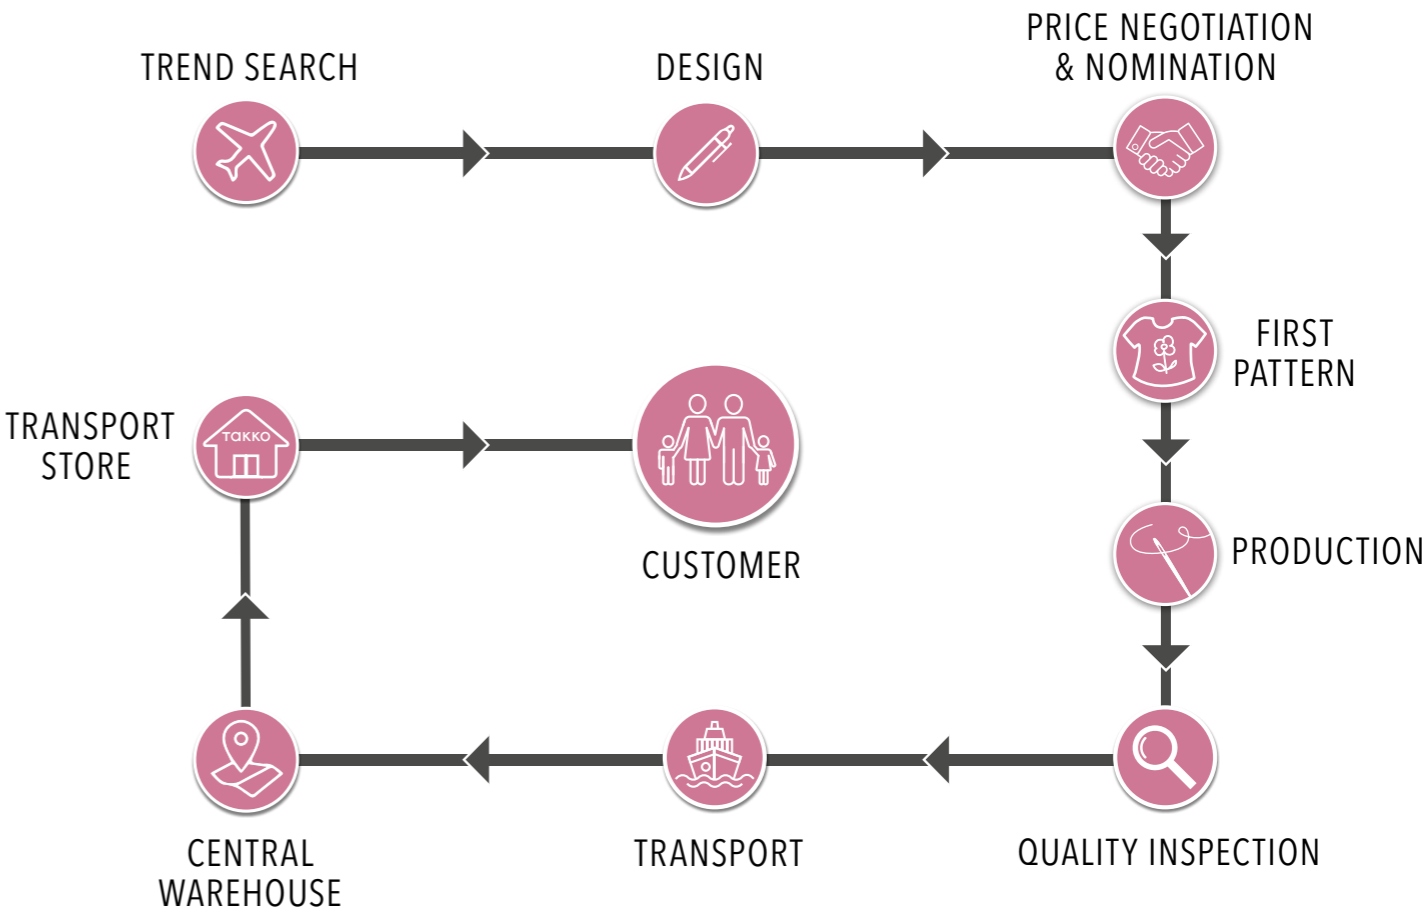 TREND SEARCH
DESIGN
PRICE NEGOTIATION
& NOMINATION
FIRST
PATTERN
PRODUCTION
QUALITY INSPECTION
TRANSPORT
CENTRAL
WAREHOUSE
TRANSPORT
STORE
TAKKO
CUSTOMER